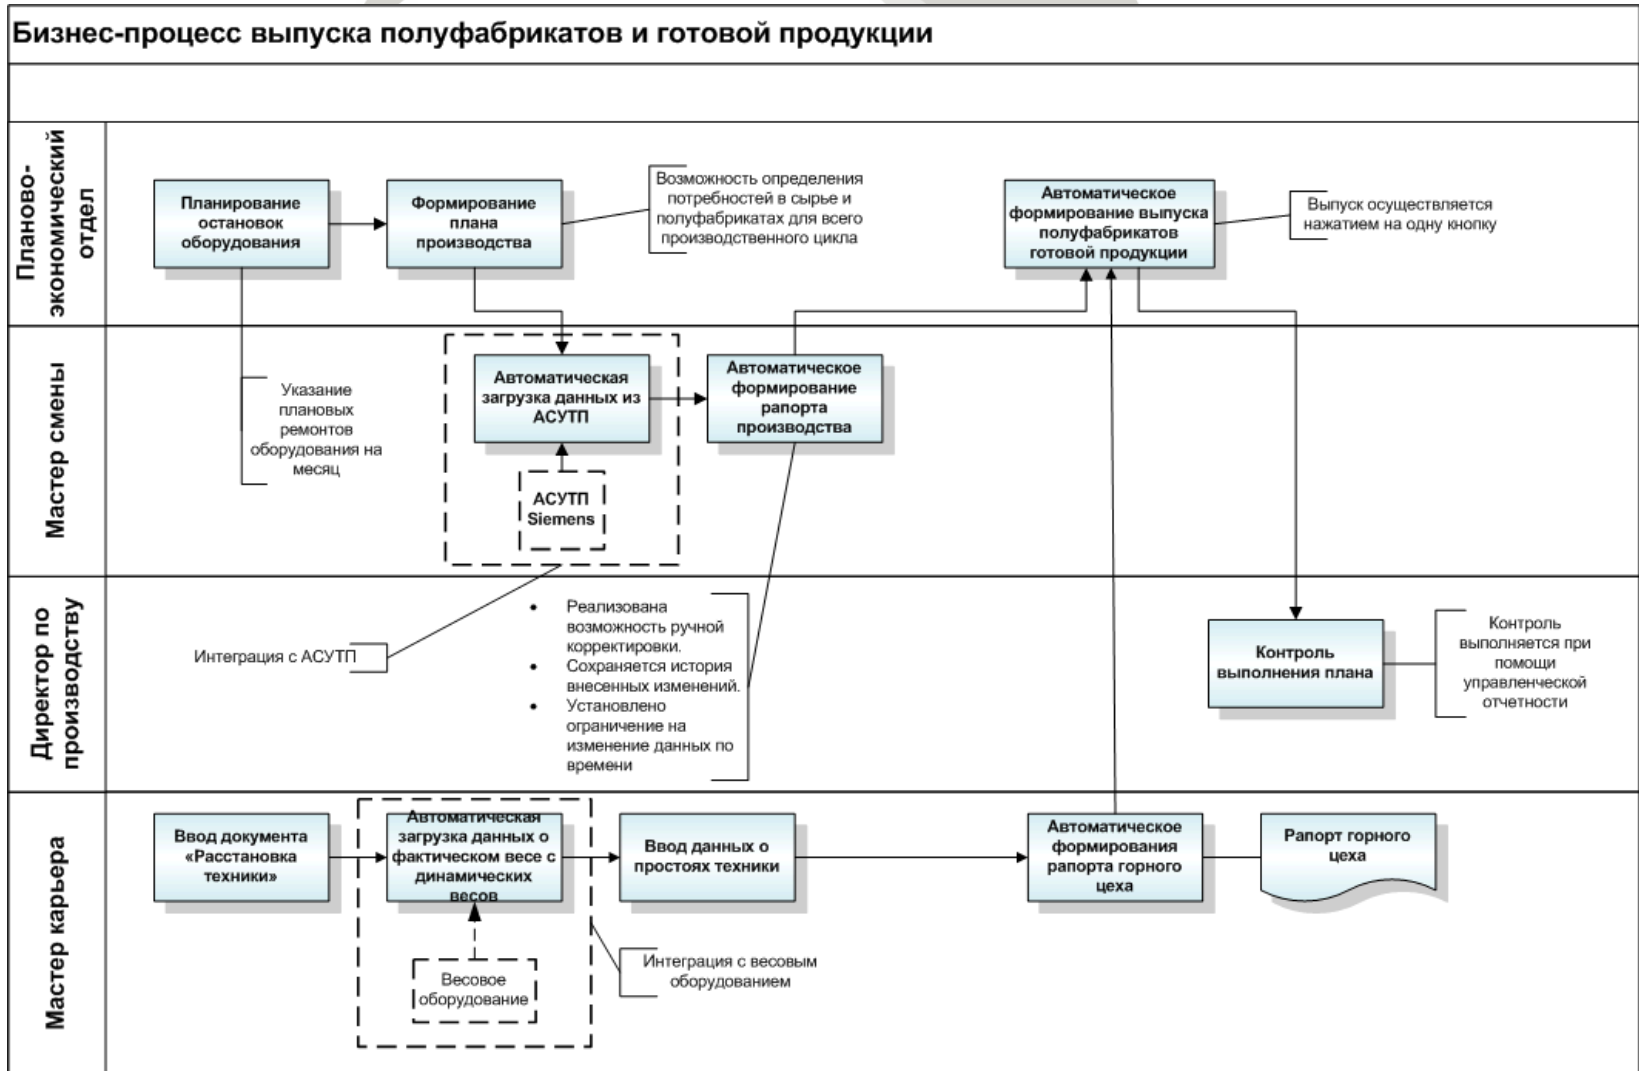 Бизнес-процесс выпуска полуфабрикатов и готовой продукции
Планово-
экономический
отдел
Планирование
остановок
оборудования
Формирование
плана
производства
Возможность определения
потребностей в сырье и
полуфабрикатах для всего
производственного цикла
Автоматическое
формирование выпуска
полуфабрикатов
готовой продукции
Выпуск осуществляется
нажатием на одну кнопку
Мастер смены
Указание
плановых
ремонтов
оборудования на
месяц
Автоматическая
загрузка данных из
АСУТП
АСУТП
Siemens
Автоматическое
формирование
рапорта
производства
Директор по
производству
Интеграция с АСУТП
• Реализована
возможность ручной
корректировки.
• Сохраняется история
внесенных изменений.
• Установлено
ограничение на
изменение данных по
времени
Контроль
выполнения плана
Контроль
выполняется при
помощи
управленческой
отчетности
Мастер карьера
Ввод документа
«Расстановка
техники»
Автоматическая
загрузка данных о
фактическом весе с
динамических
весов
Весовое
оборудование
Ввод данных о
простоях техники
Интеграция с весовым
оборудованием
Автоматическое
формирования
рапорта горного
цеха
Рапорт горного
цеха